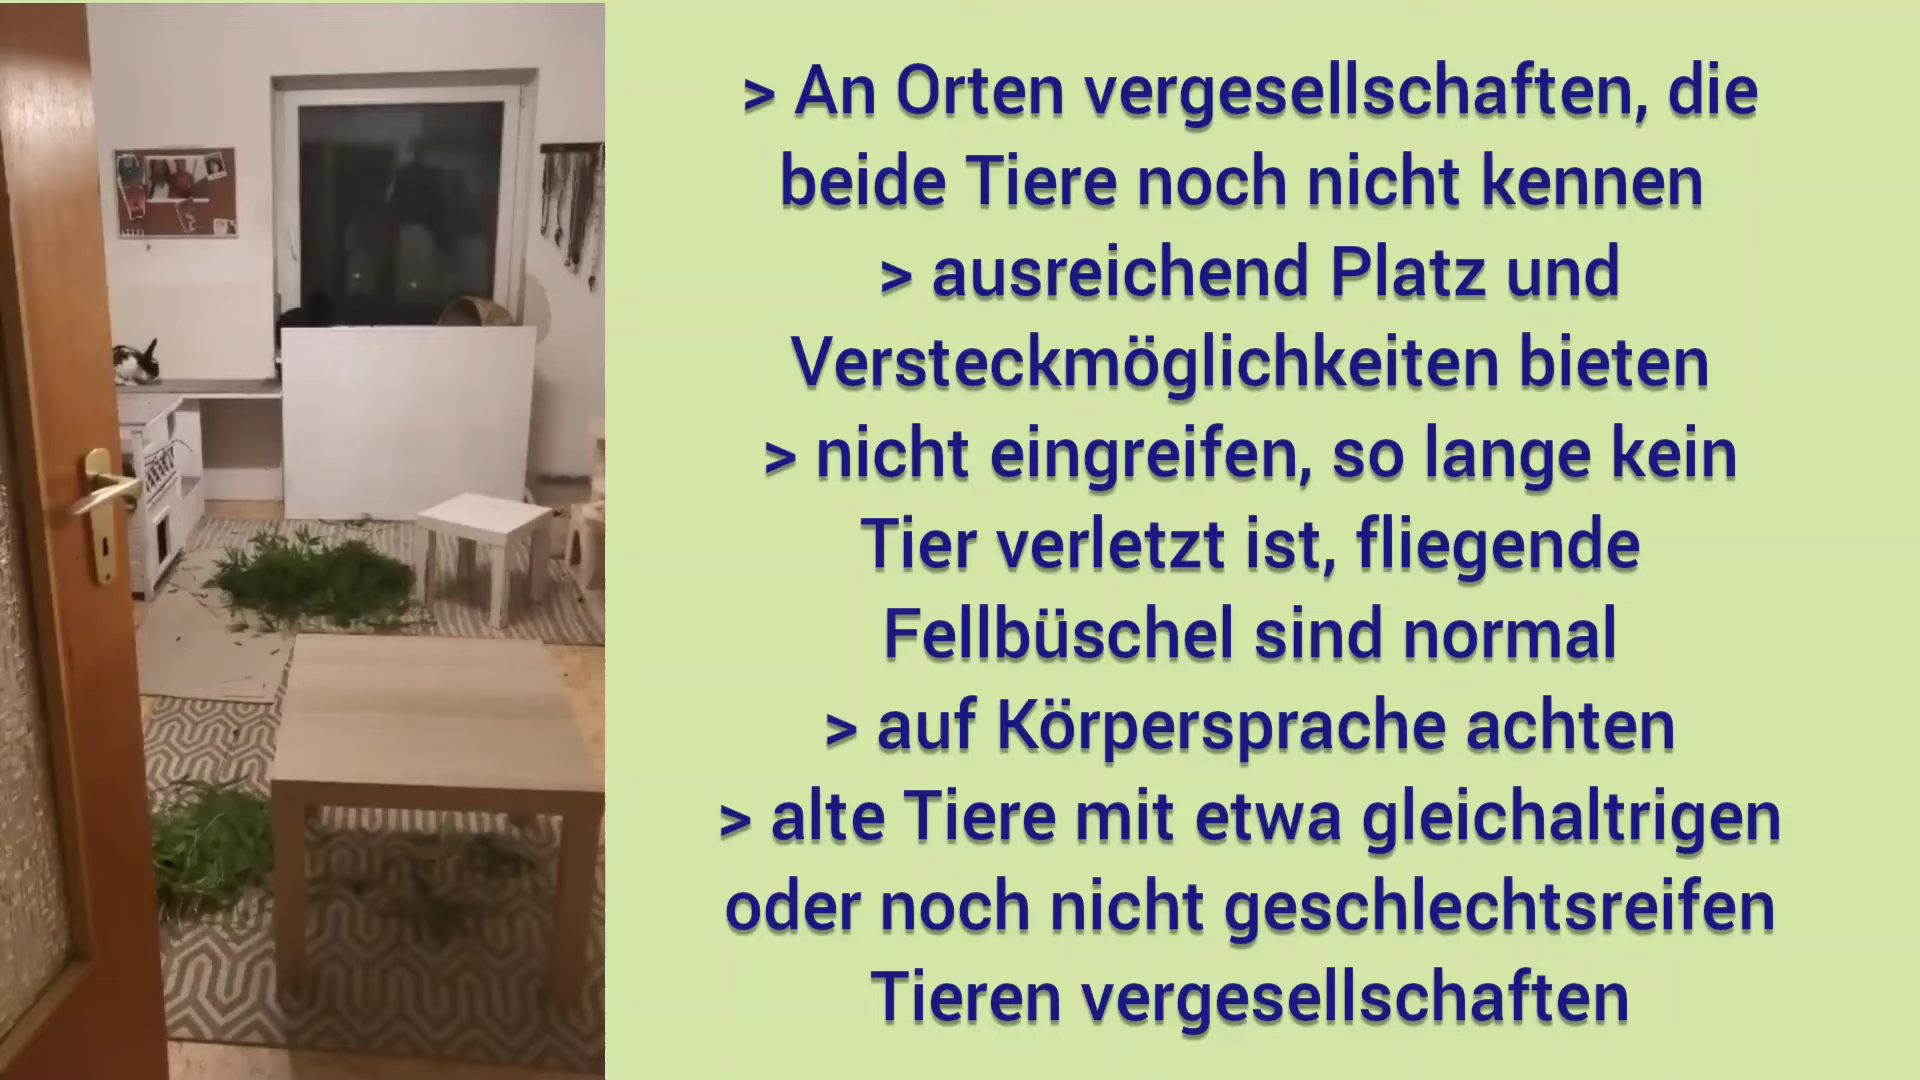 > An Orten vergesellschaften, die
beide Tiere noch nicht kennen
> ausreichend Platz und
Versteckmöglichkeiten bieten
> nicht eingreifen, so lange kein
Tier verletzt ist, fliegende
Fellbüschel sind normal
> auf Körpersprache achten
> alte Tiere mit etwa gleichaltrigen
oder noch nicht geschlechtsreifen
Tieren vergesellschaften